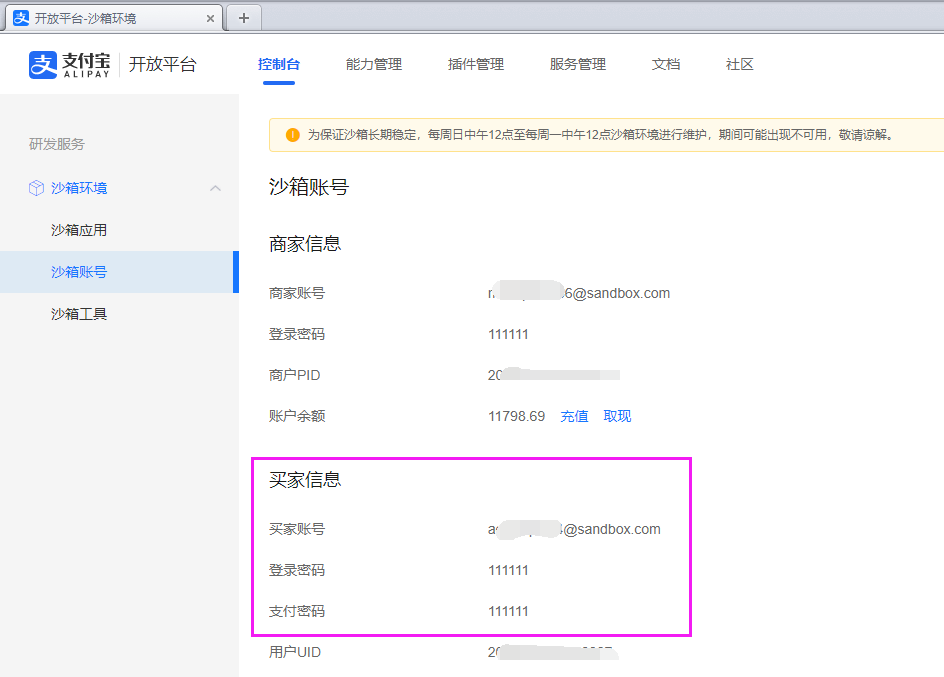 开放平台-沙箱环境
支付宝 ALIPAY 开放平台 控制台 能力管理 插件管理 服务管理 文档 社区
研发服务
沙箱环境
沙箱应用
沙箱账号
沙箱工具
为保证沙箱长期稳定，每周日中午12点至每周一中午12点沙箱环境进行维护，期间可能出现不可用，敬请谅解。
沙箱账号
商家信息
商家账号 6@sandbox.com
登录密码 111111
商户PID 20
账户余额 11798.69 充值 取现
买家信息
买家账号 a @sandbox.com
登录密码 111111
支付密码 111111
用户UID 20